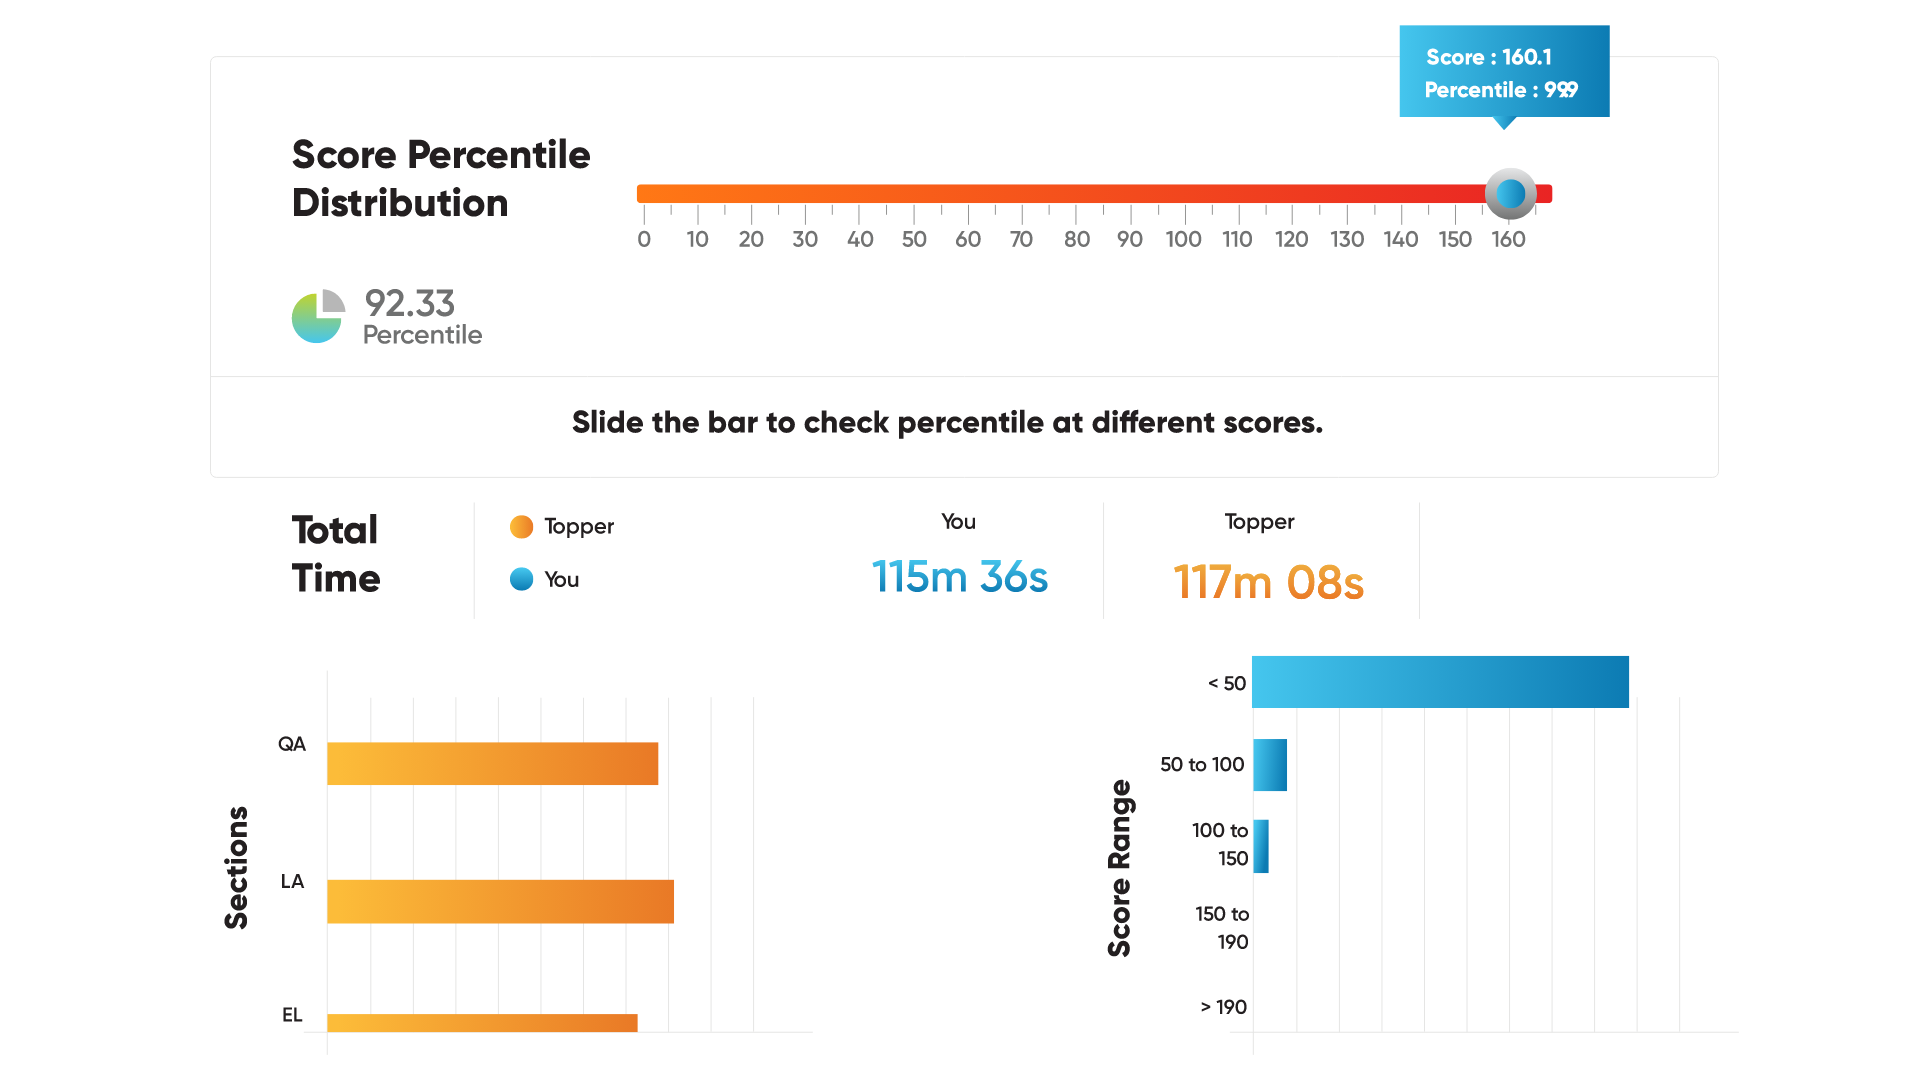 Score : 160.1
Percentile : 99.9
Score Percentile
Distribution
0 10 20 30 40 50 60 70 80 90 100 110 120 130 140 150 160
92.33
Percentile
Slide the bar to check percentile at different scores.
Total
Time
Topper
You
You
115m 36s
Topper
117m 08s
Sections
QA
LA
EL
Score Range
< 50
50 to 100
100 to
150
150 to
190
> 190